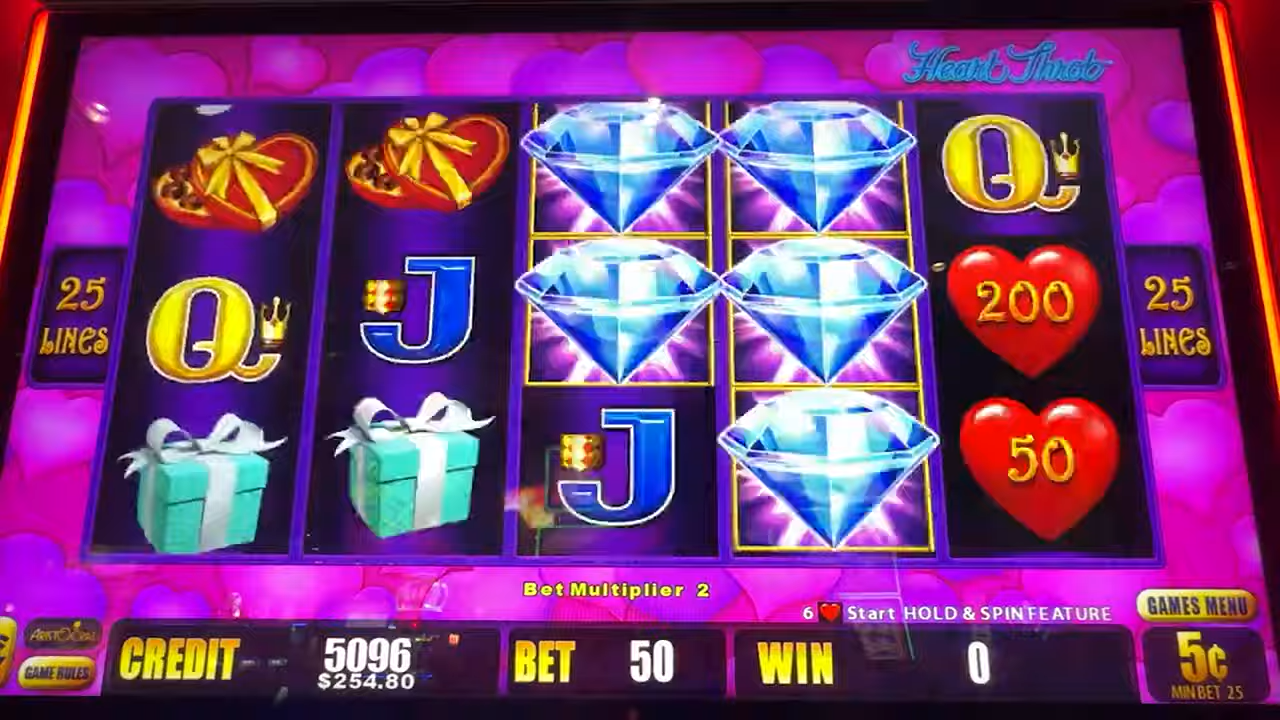 Heart Throb
Q
200
25 LINES
Q
J
25 LINES
50
J
Bet Multiplier 2
6 ❤ Start HOLD & SPIN FEATURE
GAMES MENU
ARISTOCRAT
GAME RULES
CREDIT 5096
$254.80
BET 50
WIN 0
5¢
MIN BET 25